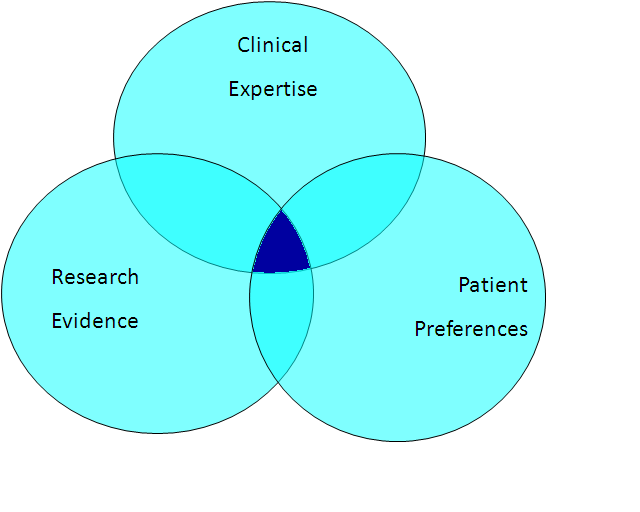 Clinical
Expertise
Research
Evidence
Patient
Preferences